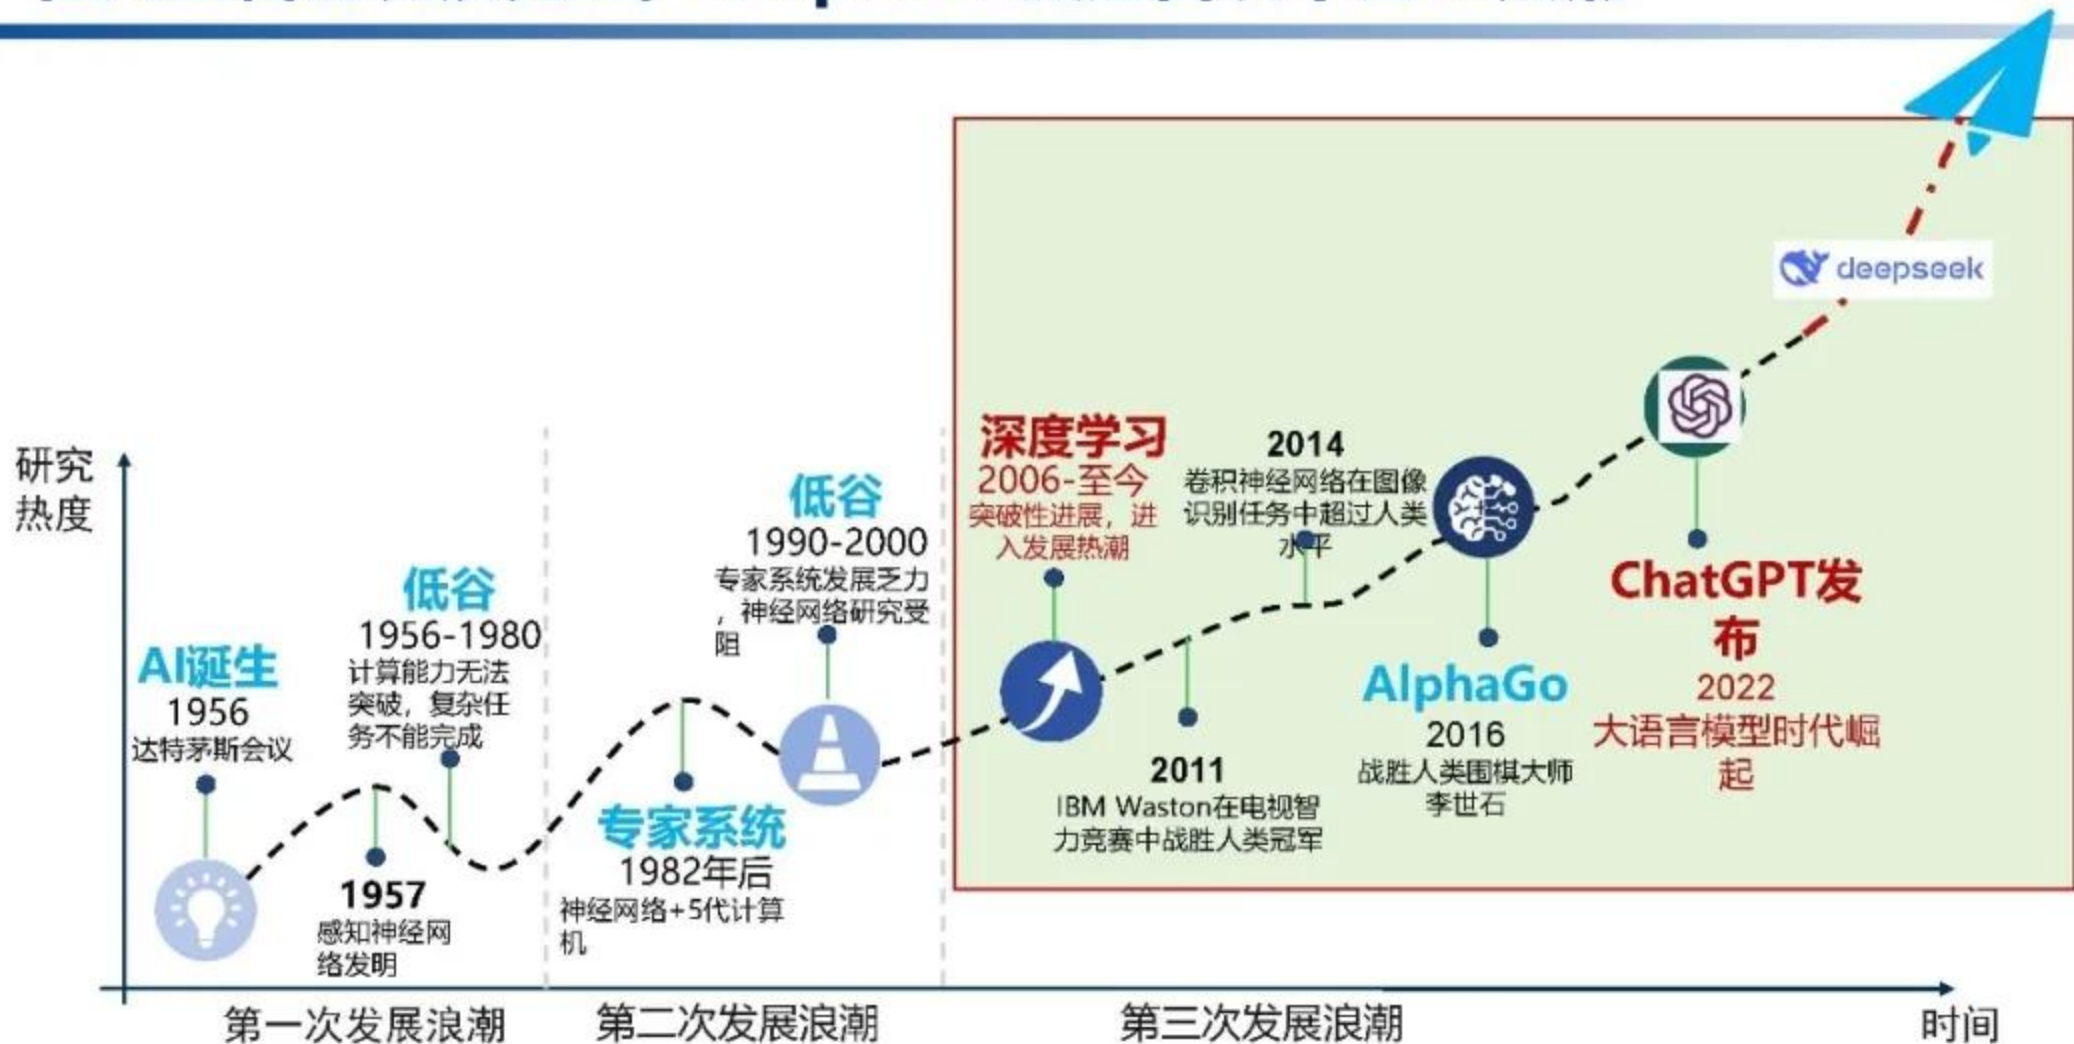 研究
热度
AI诞生
1956
达特茅斯会议
1957
感知神经网
络发明
低谷
1956-1980
计算能力无法
突破，复杂任
务不能完成
专家系统
1982年后
神经网络+5代计算
机
低谷
1990-2000
专家系统发展乏力
，神经网络研究受
阻
深度学习
2006-至今
突破性进展，进
入发展热潮
2011
IBM Waston在电视智
力竞赛中战胜人类冠军
2014
卷积神经网络在图像
识别任务中超过人类
水平
AlphaGo
2016
战胜人类围棋大师
李世石
ChatGPT发
布
2022
大语言模型时代崛
起
deepseek
第一次发展浪潮
第二次发展浪潮
第三次发展浪潮
时间